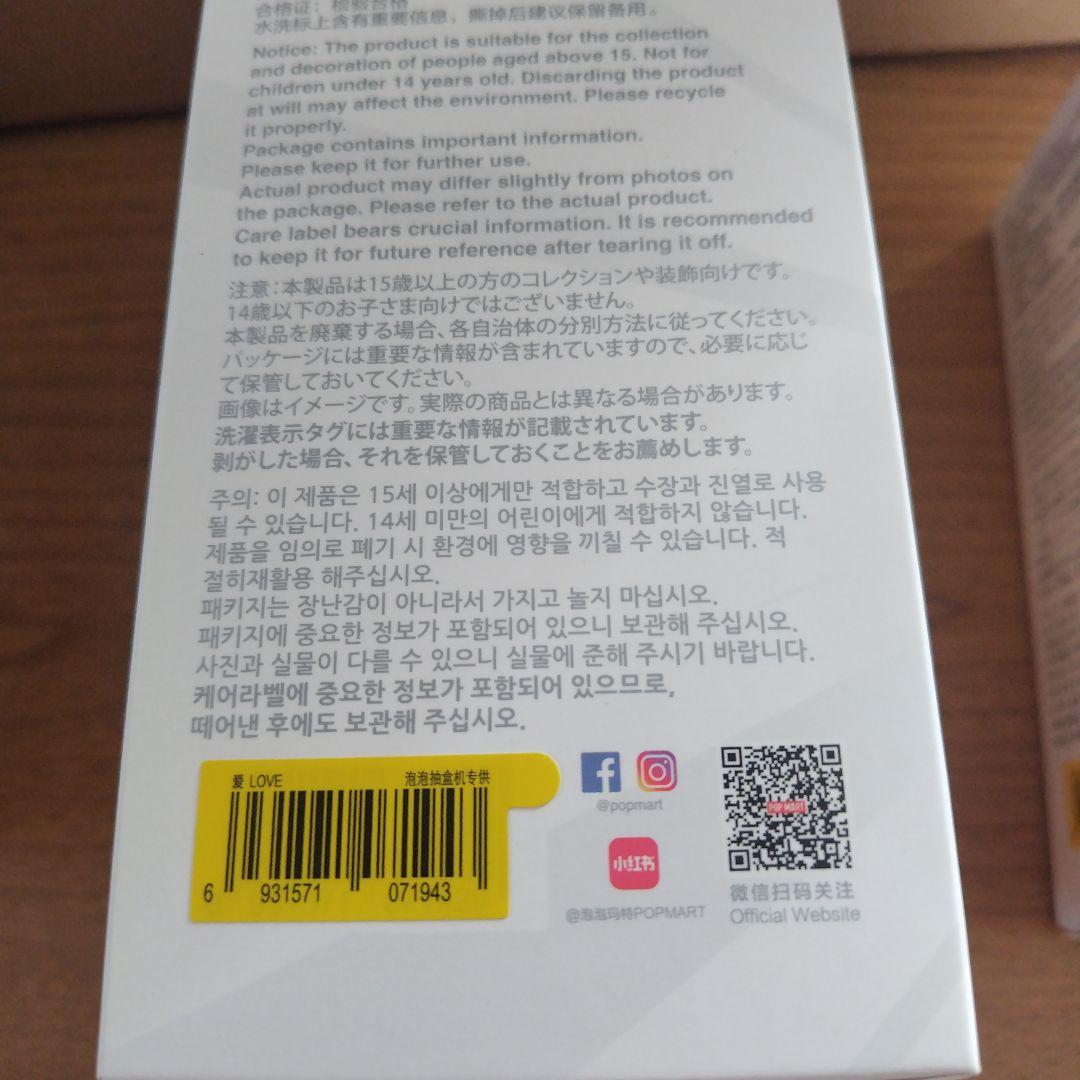 合格证：检验合格
水洗标上含有重要信息，撕掉后建议保留备用。
Notice: The product is suitable for the collection
and decoration of people aged above 15. Not for
children under 14 years old. Discarding the product
at will may affect the environment. Please recycle
it properly.
Package contains important information.
Please keep it for further use.
Actual product may differ slightly from photos on
the package. Please refer to the actual product.
Care label bears crucial information. It is recommended
to keep it for future reference after tearing it off.
注意：本製品は15歳以上の方のコレクションや装飾向けです。
14歳以下のお子さま向けではございません。
本製品を廃棄する場合、各自治体の分別方法に従ってください。
パッケージには重要な情報が含まれていますので、必要に応じ
て保管しておいてください。
画像はイメージです。実際の商品とは異なる場合があります。
洗濯表示タグには重要な情報が記載されています。
剥がした場合、それを保管しておくことをお薦めします。
주의: 이 제품은 15세 이상에게만 적합하고 수장과 진열로 사용
될 수 있습니다. 14세 미만의 어린이에게 적합하지 않습니다.
제품을 임의로 폐기 시 환경에 영향을 끼칠 수 있습니다. 적
절히재활용 해주십시오.
패키지는 장난감이 아니라서 가지고 놀지 마십시오.
패키지에 중요한 정보가 포함되어 있으니 보관해 주십시오.
사진과 실물이 다를 수 있으니 실물에 준해 주시기 바랍니다.
케어라벨에 중요한 정보가 포함되어 있으므로,
떼어낸 후에도 보관해 주십시오.
爱 LOVE 泡泡抽盒机专供
6 931571 071943
@popmart
小红书
@泡泡玛特POPMART
POP MART
微信扫码关注
Official Website